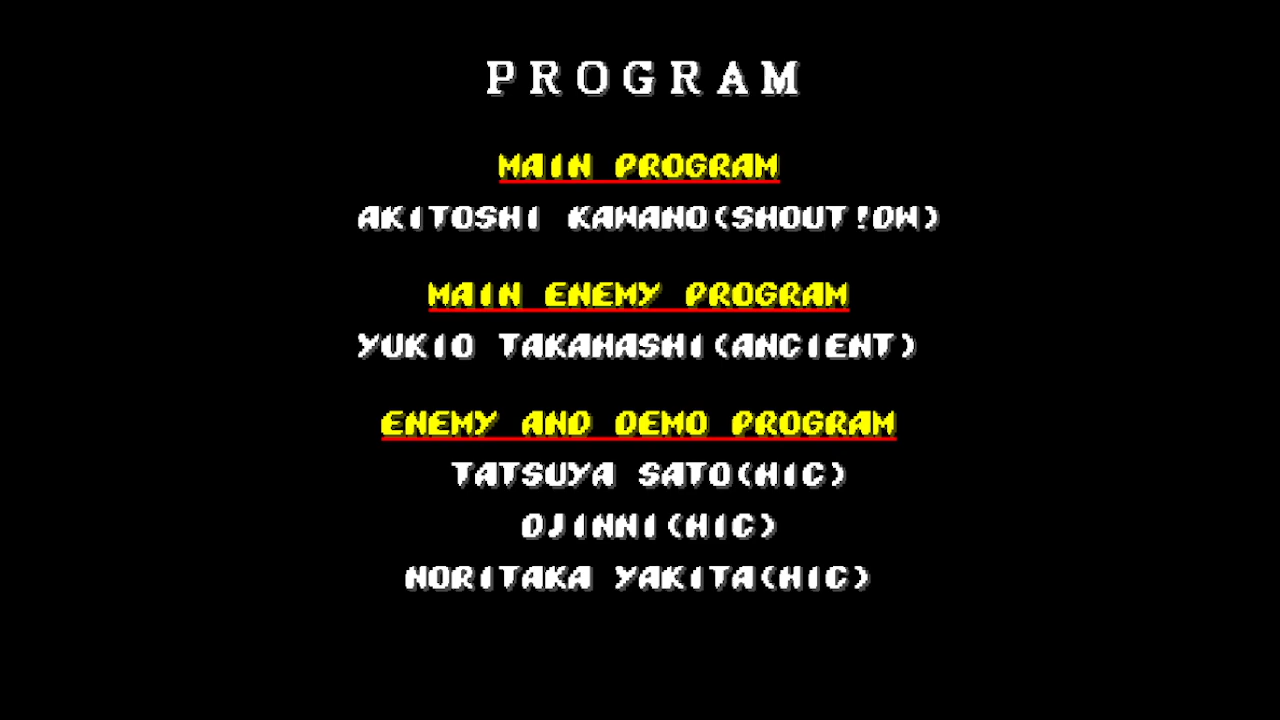 PROGRAM
MAIN PROGRAM
AKITOSHI KAWANO(SHOUT!DW)
MAIN ENEMY PROGRAM
YUKIO TAKAHASHI(ANCIENT)
ENEMY AND DEMO PROGRAM
TATSUYA SATO(HIC)
DJINNI(HIC)
NORITAKA YAKITA(HIC)